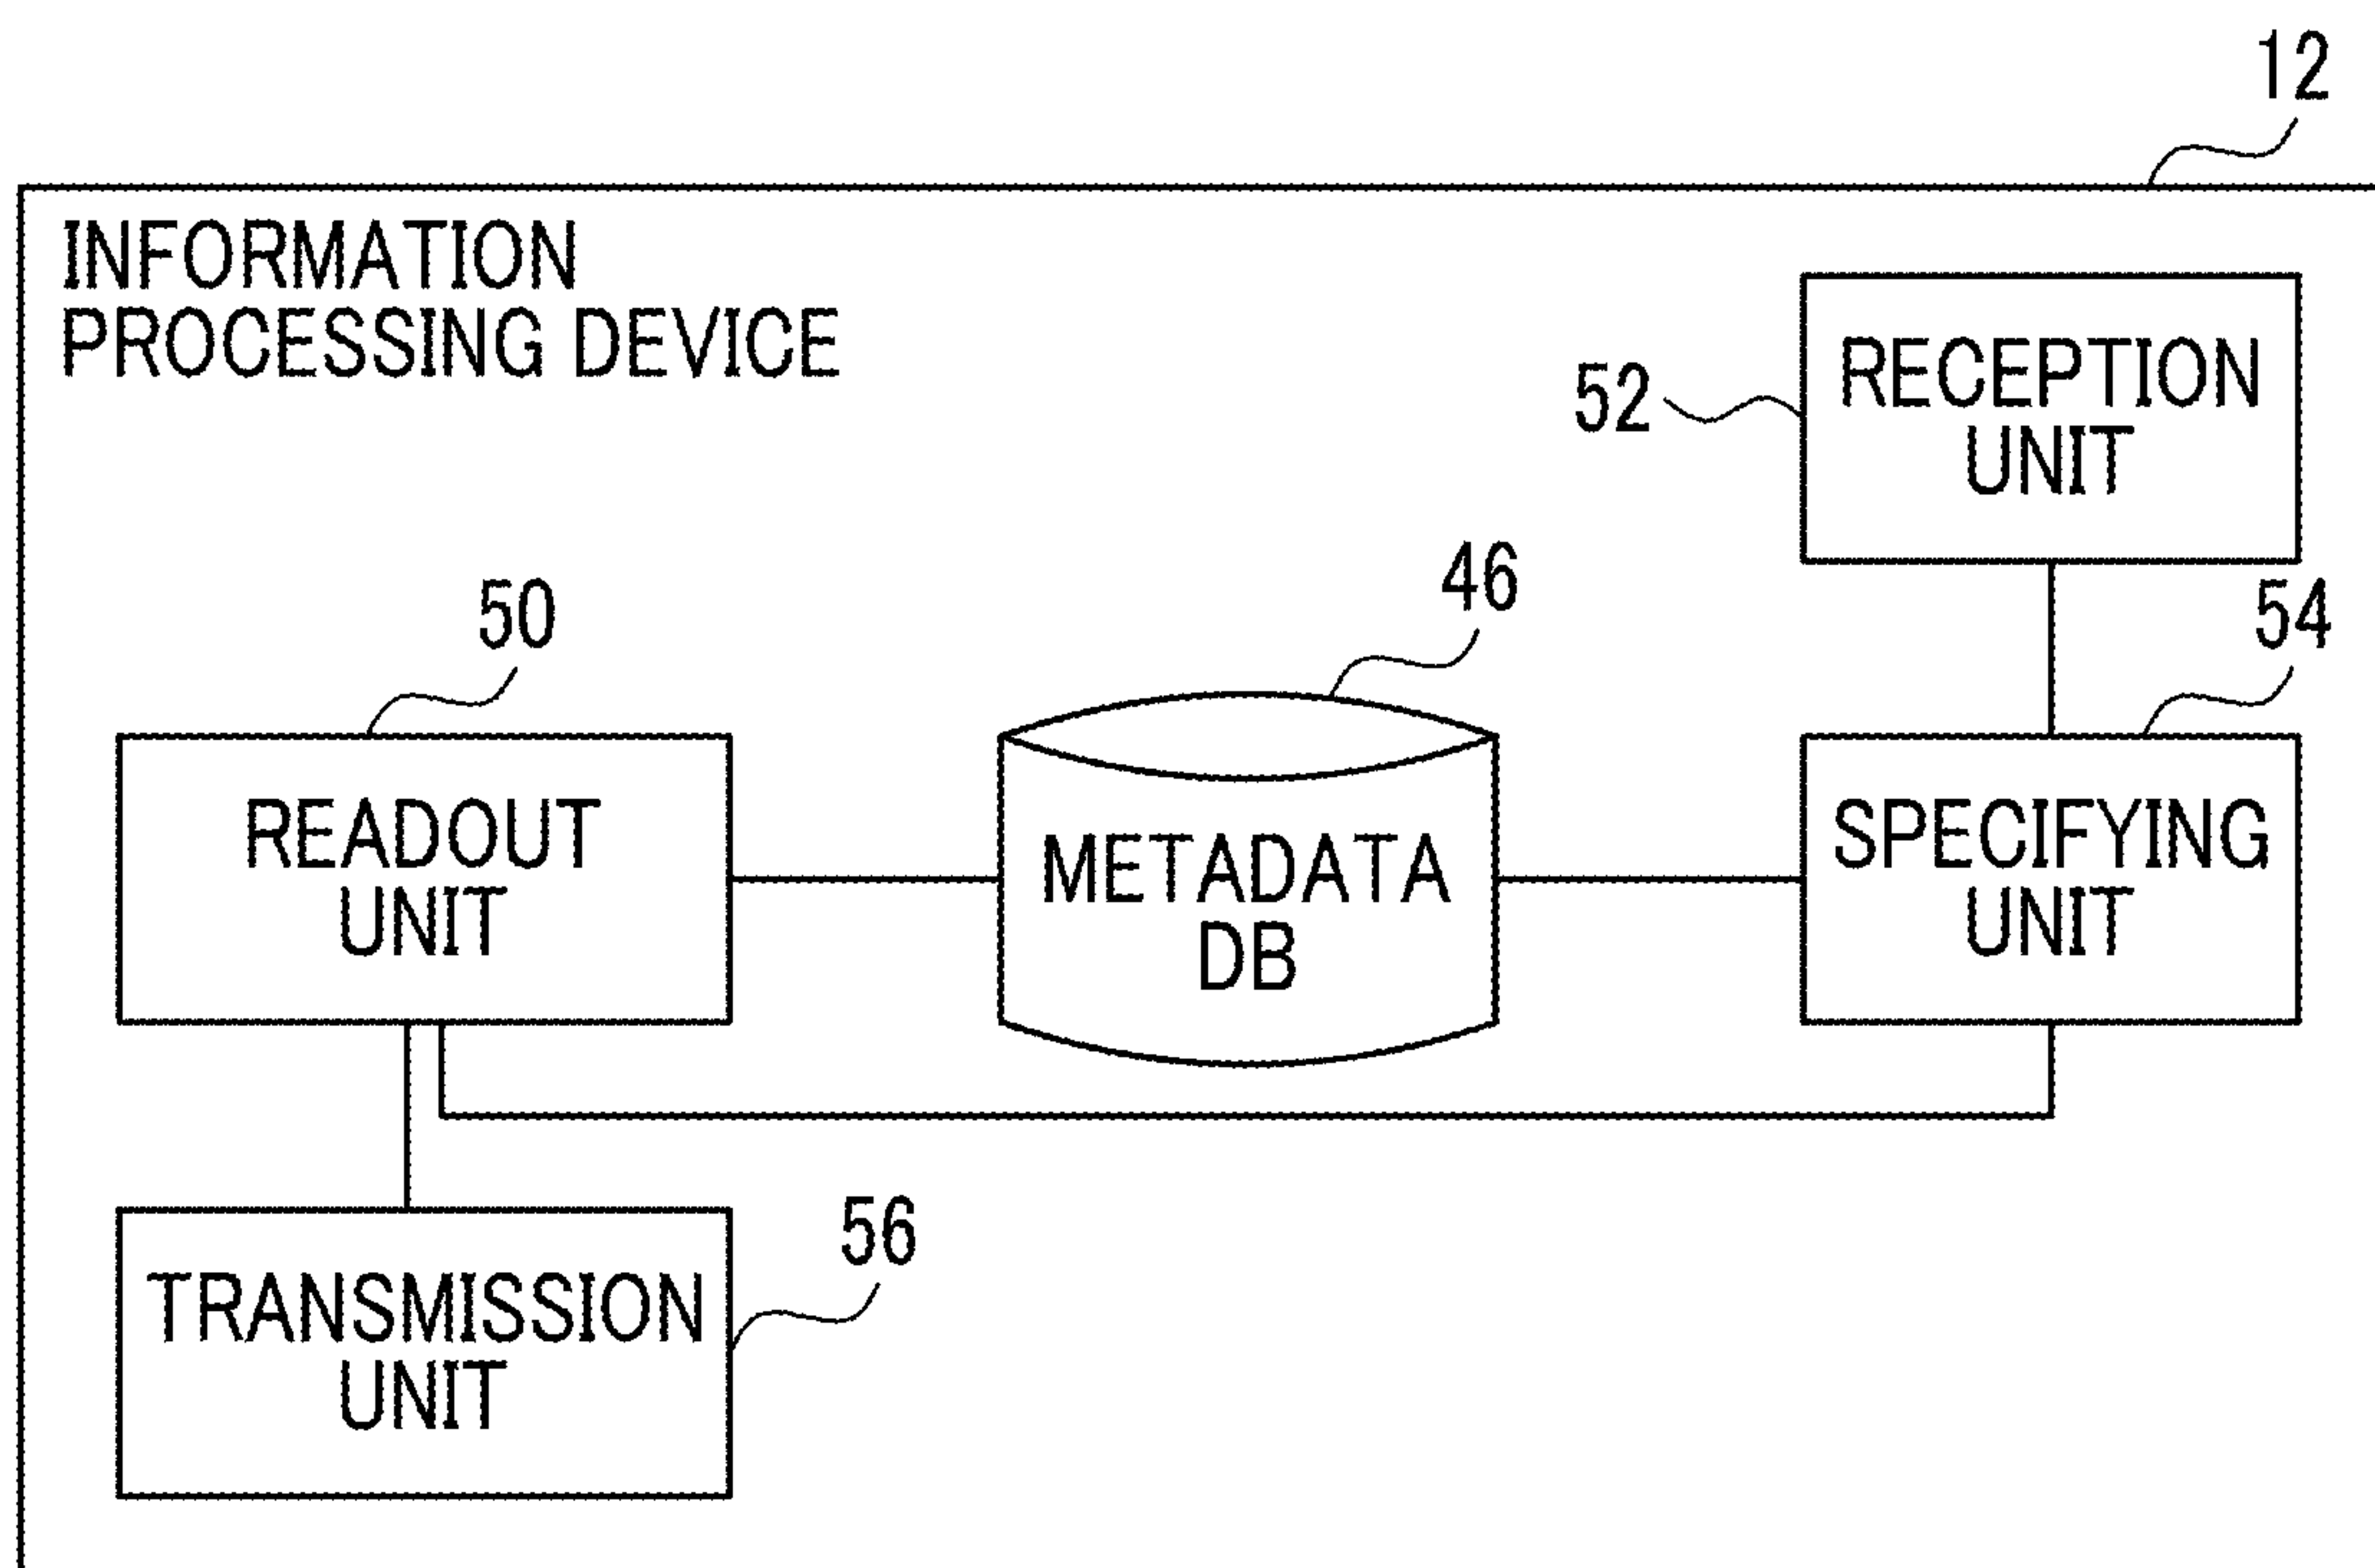 12
INFORMATION
PROCESSING DEVICE
RECEPTION
UNIT
52
46
50
54
READOUT
UNIT
METADATA
DB
SPECIFYING
UNIT
56
TRANSMISSION
UNIT